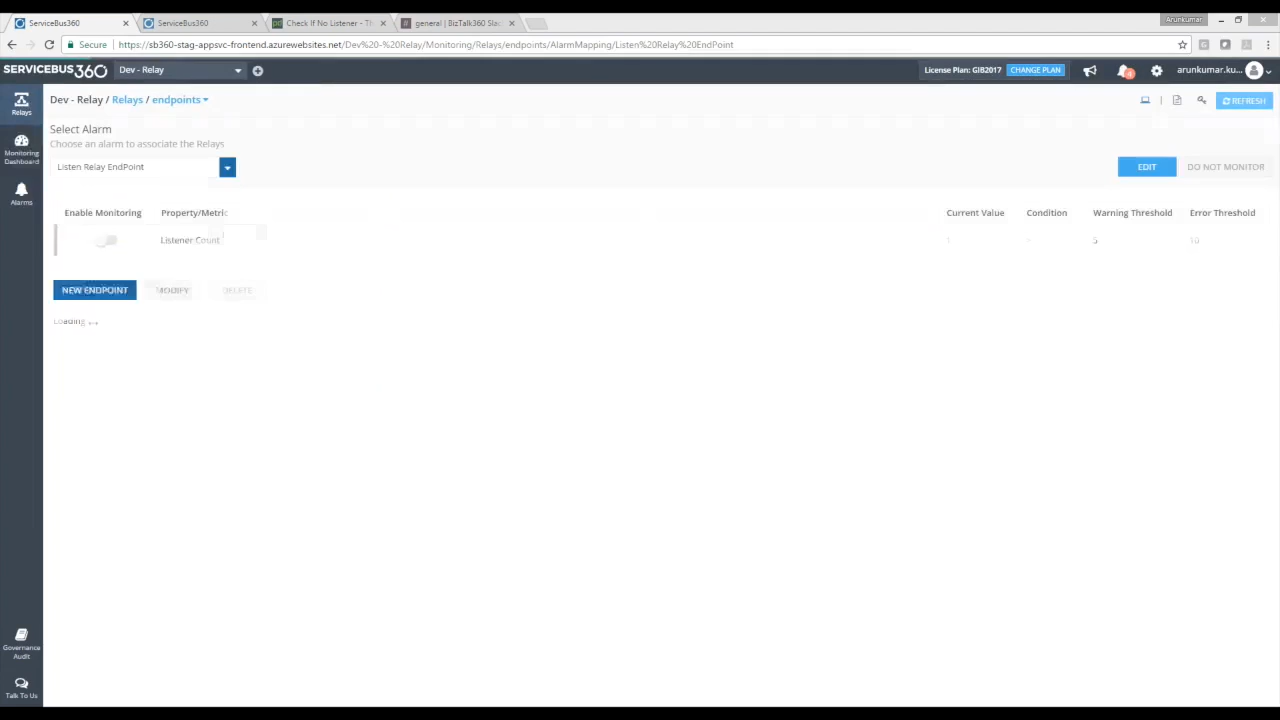 ServiceBus360
ServiceBus360
Check If No Listener - Th
general | BizTalk360 Slac
Arunkumar
Secure
https://sb360-stag-appsvc-frontend.azurewebsites.net/Dev%20-%20Relay/Monitoring/Relays/endpoints/AlarmMapping/Listen%20Relay%20EndPoint
SERVICEBUS360
Dev - Relay
License Plan: GIB2017
CHANGE PLAN
arunkumar.ku...
Relays
Monitoring
Dashboard
Alarms
Governance
Audit
Talk To Us
Dev - Relay / Relays / endpoints
REFRESH
Select Alarm
Choose an alarm to associate the Relays
Listen Relay EndPoint
EDIT
DO NOT MONITOR
Enable Monitoring
Property/Metric
Current Value
Condition
Warning Threshold
Error Threshold
Listener Count
1
5
10
NEW ENDPOINT
MODIFY
DELETE
Loading ...